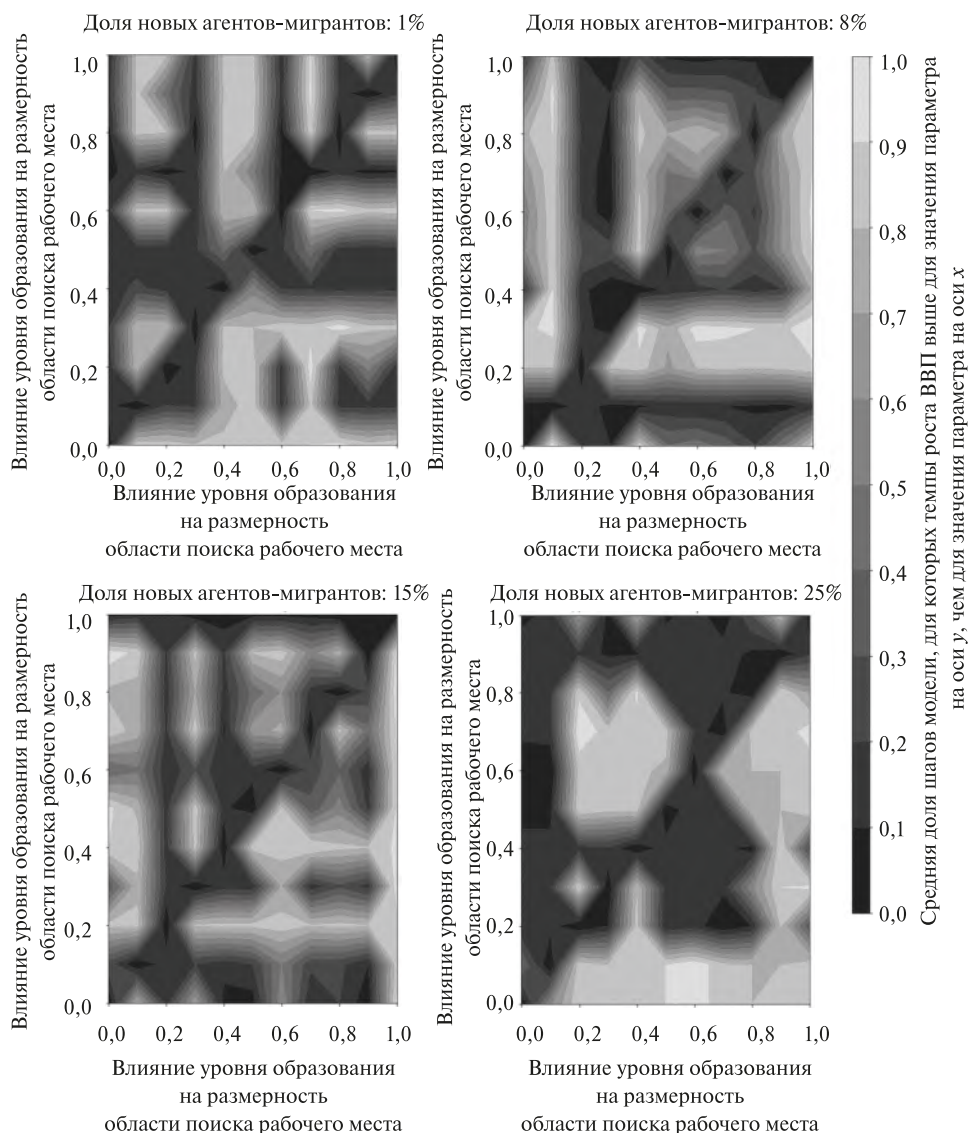 Доля новых агентов-мигрантов: 1%
Влияние уровня образования на размерность
области поиска рабочего места
1,0
0,8
0,6
0,4
0,2
0,0
0,0 0,2 0,4 0,6 0,8 1,0
Влияние уровня образования
на размерность
области поиска рабочего места
Доля новых агентов-мигрантов: 8%
Влияние уровня образования на размерность
области поиска рабочего места
1,0
0,8
0,6
0,4
0,2
0,0
0,0 0,2 0,4 0,6 0,8 1,0
Влияние уровня образования
на размерность
области поиска рабочего места
Доля новых агентов-мигрантов: 15%
Влияние уровня образования на размерность
области поиска рабочего места
1,0
0,8
0,6
0,4
0,2
0,0
0,0 0,2 0,4 0,6 0,8 1,0
Влияние уровня образования
на размерность
области поиска рабочего места
Доля новых агентов-мигрантов: 25%
Влияние уровня образования на размерность
области поиска рабочего места
1,0
0,8
0,6
0,4
0,2
0,0
0,0 0,2 0,4 0,6 0,8 1,0
Влияние уровня образования
на размерность
области поиска рабочего места
1,0
0,9
0,8
0,7
0,6
0,5
0,4
0,3
0,2
0,1
0,0
Средняя доля шагов модели, для которых темпы роста ВВП выше для значения параметра
на оси y, чем для значения параметра на оси x